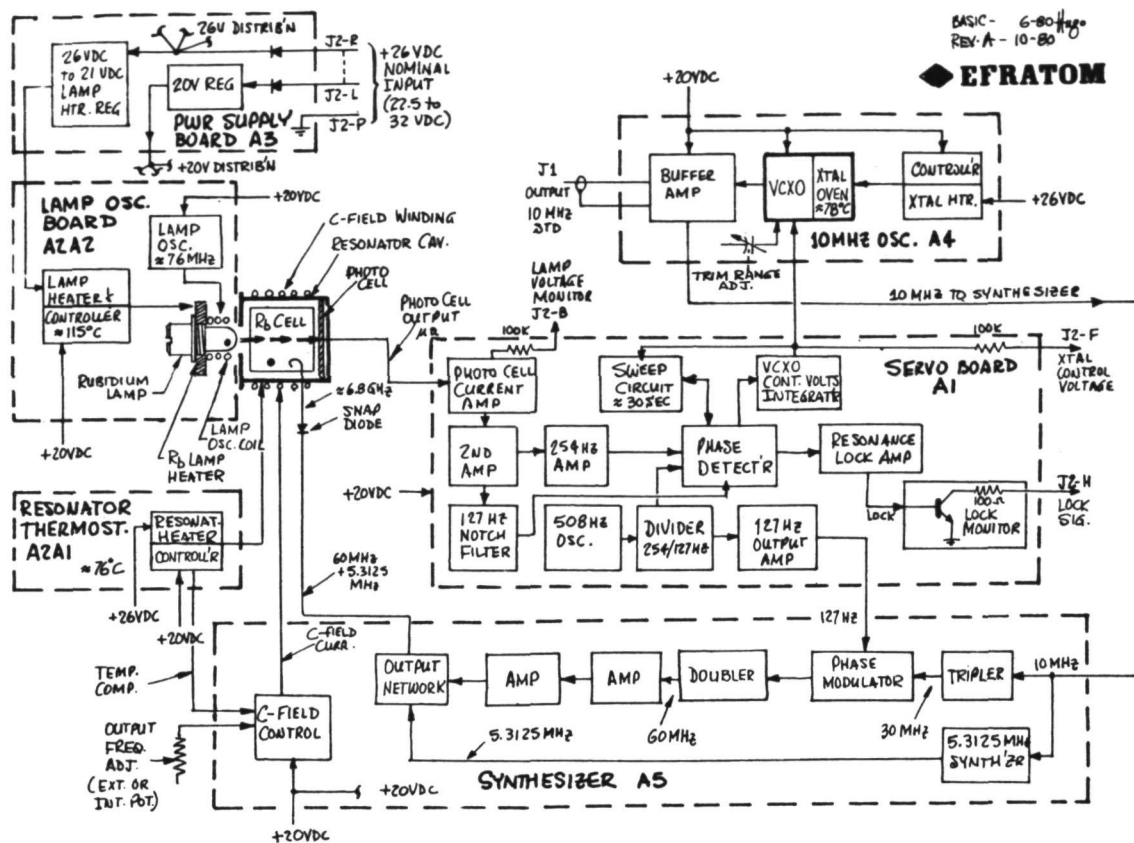 BASIC - 6-80
REV. A - 10-80
EFRATOM
26V DISTRIB'N
26VDC
TO 21 VDC
LAMP
HTR. REG
20V REG
PWR SUPPLY
BOARD A3
J2-R
J2-L
J2-P
+26 VDC
NOMINAL
INPUT
(22.5 to
32 VDC)
+20V DISTRIB'N
LAMP OSC.
BOARD
A2A2
LAMP
OSC.
≈76MHZ
+20VDC
LAMP
HEATER &
CONTROLLER
≈115°C
RUBIDIUM
LAMP
+20VDC
Rb LAMP
HEATER
LAMP
OSC. COIL
C-FIELD WINDING
RESONATOR CAV.
PHOTO
CELL
Rb CELL
PHOTO CELL
OUTPUT
μa
≈6.8GHz
SNAP
DIODE
RESONATOR
THERMOST.
A2A1
RESONAT-
HEATER
CONTROL'R
≈76°C
+26VDC
+20VDC
60MHZ
+5.3125
MHz
+20VDC
J1
OUTPUT
10 MHZ
STD
BUFFER
AMP
VCXO
XTAL
OVEN
≈78°C
CONTROLL'R
XTAL HTR.
+26VDC
10MHZ OSC. A4
TRIM RANGE
ADJ.
10 MHZ TO SYNTHESIZER
LAMP
VOLTAGE
MONITOR
J2-B
100K
100K
J2-F
XTAL
CONTROL
VOLTAGE
SERVO BOARD
A1
PHOTO CELL
CURRENT
AMP
SWEEP
CIRCUIT
≈30SEC
VCXO
CONT. VOLTS
INTEGRAT'R
2ND
AMP
254HZ
AMP
PHASE
DETECT'R
RESONANCE
LOCK AMP
+20VDC
127 HZ
NOTCH
FILTER
508HZ
OSC.
DIVIDER
254/127HZ
127HZ
OUTPUT
AMP
LOCK
100Ω
LOCK
MONITOR
J2-H
LOCK
SIG.
127HZ
C-FIELD
CURR.
TEMP.
COMP.
OUTPUT
FREQ.
ADJ.
(EXT. OR
INT. POT.)
C-FIELD
CONTROL
+20VDC
+20VDC
OUTPUT
NETWORK
AMP
AMP
DOUBLER
PHASE
MODULATOR
TRIPLER
10MHZ
60MHZ
30 MHz
5.3125 MHz
5.3125 MHz
SYNTH'ZR
SYNTHESIZER A5